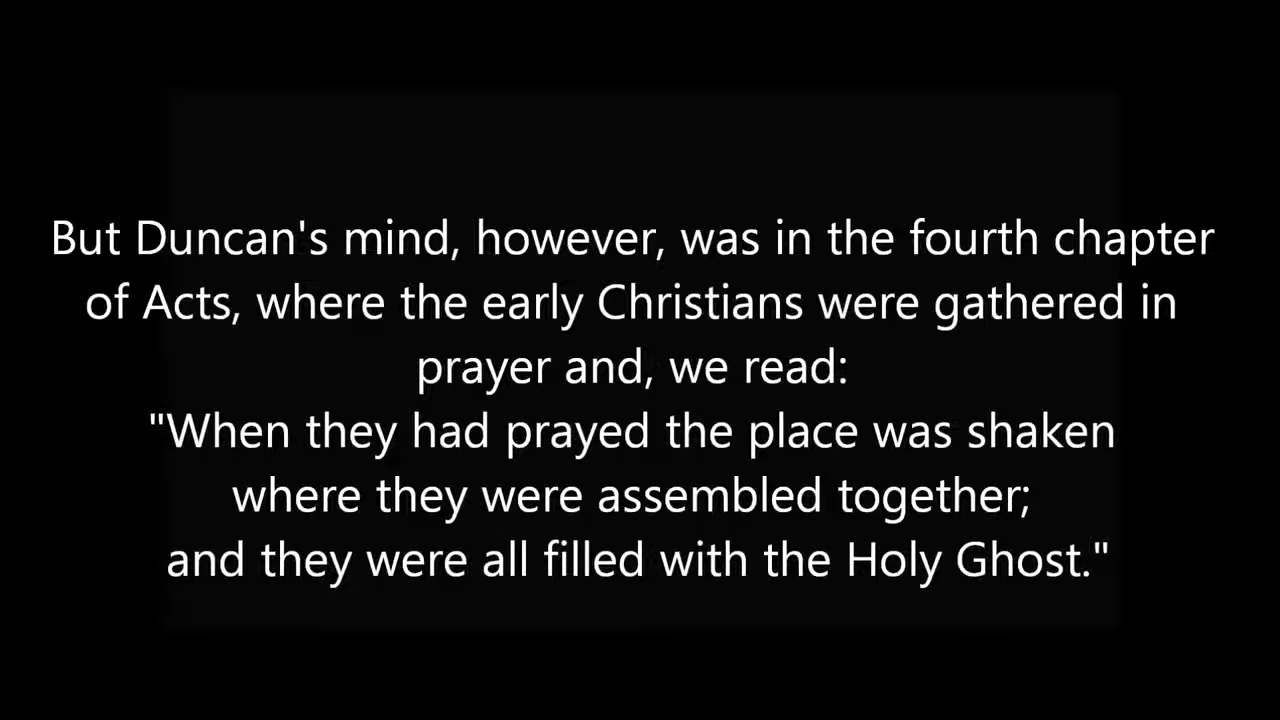 But Duncan's mind, however, was in the fourth chapter
of Acts, where the early Christians were gathered in
prayer and, we read:
"When they had prayed the place was shaken
where they were assembled together;
and they were all filled with the Holy Ghost."